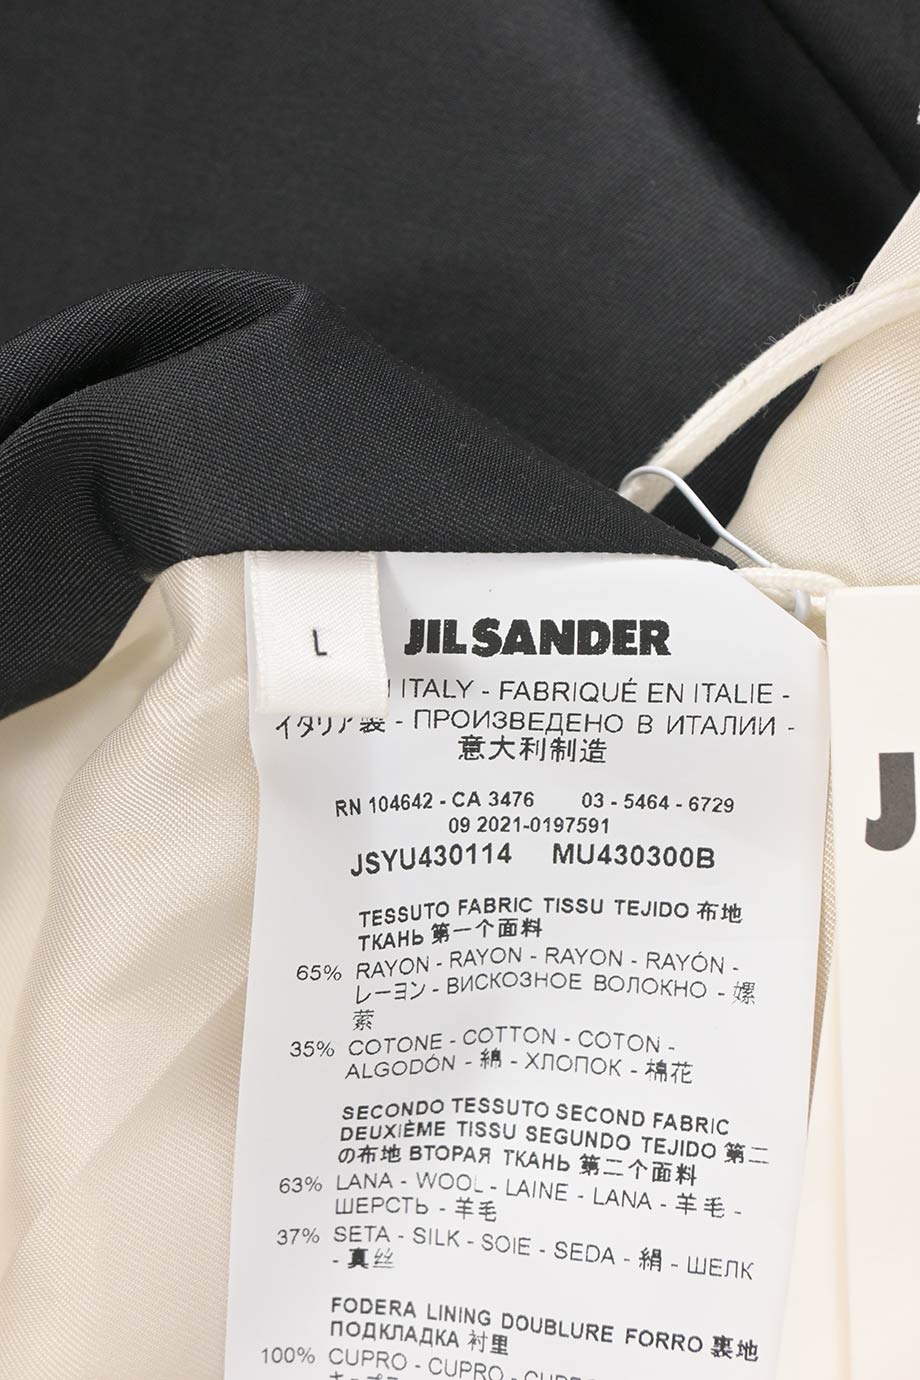 L
JIL SANDER
ITALY - FABRIQUÉ EN ITALIE -
イタリア製 - ПРОИЗВЕДЕНО В ИТАЛИИ -
意大利制造
RN 104642 - CA 3476 03 - 5464 - 6729
09 2021-0197591
JSYU430114 MU430300B
TESSUTO FABRIC TISSU TEJIDO 布地
ТКАНЬ 第一个面料
65% RAYON - RAYON - RAYON - RAYÓN -
レーヨン - ВИСКОЗНОЕ ВОЛОКНО - 嫘
萦
35% COTONE - COTTON - COTON -
ALGODÓN - 綿 - ХЛОПОК - 棉花
SECONDO TESSUTO SECOND FABRIC
DEUXIÈME TISSU SEGUNDO TEJIDO 第二
の布地 ВТОРАЯ ТКАНЬ 第二个面料
63% LANA - WOOL - LAINE - LANA - 羊毛 -
ШЕРСТЬ - 羊毛
37% SETA - SILK - SOIE - SEDA - 絹 - ШЕЛК
- 真丝
FODERA LINING DOUBLURE FORRO 裏地
ПОДКЛАДКА 衬里
100% CUPRO - CUPRO - CUPRO
J